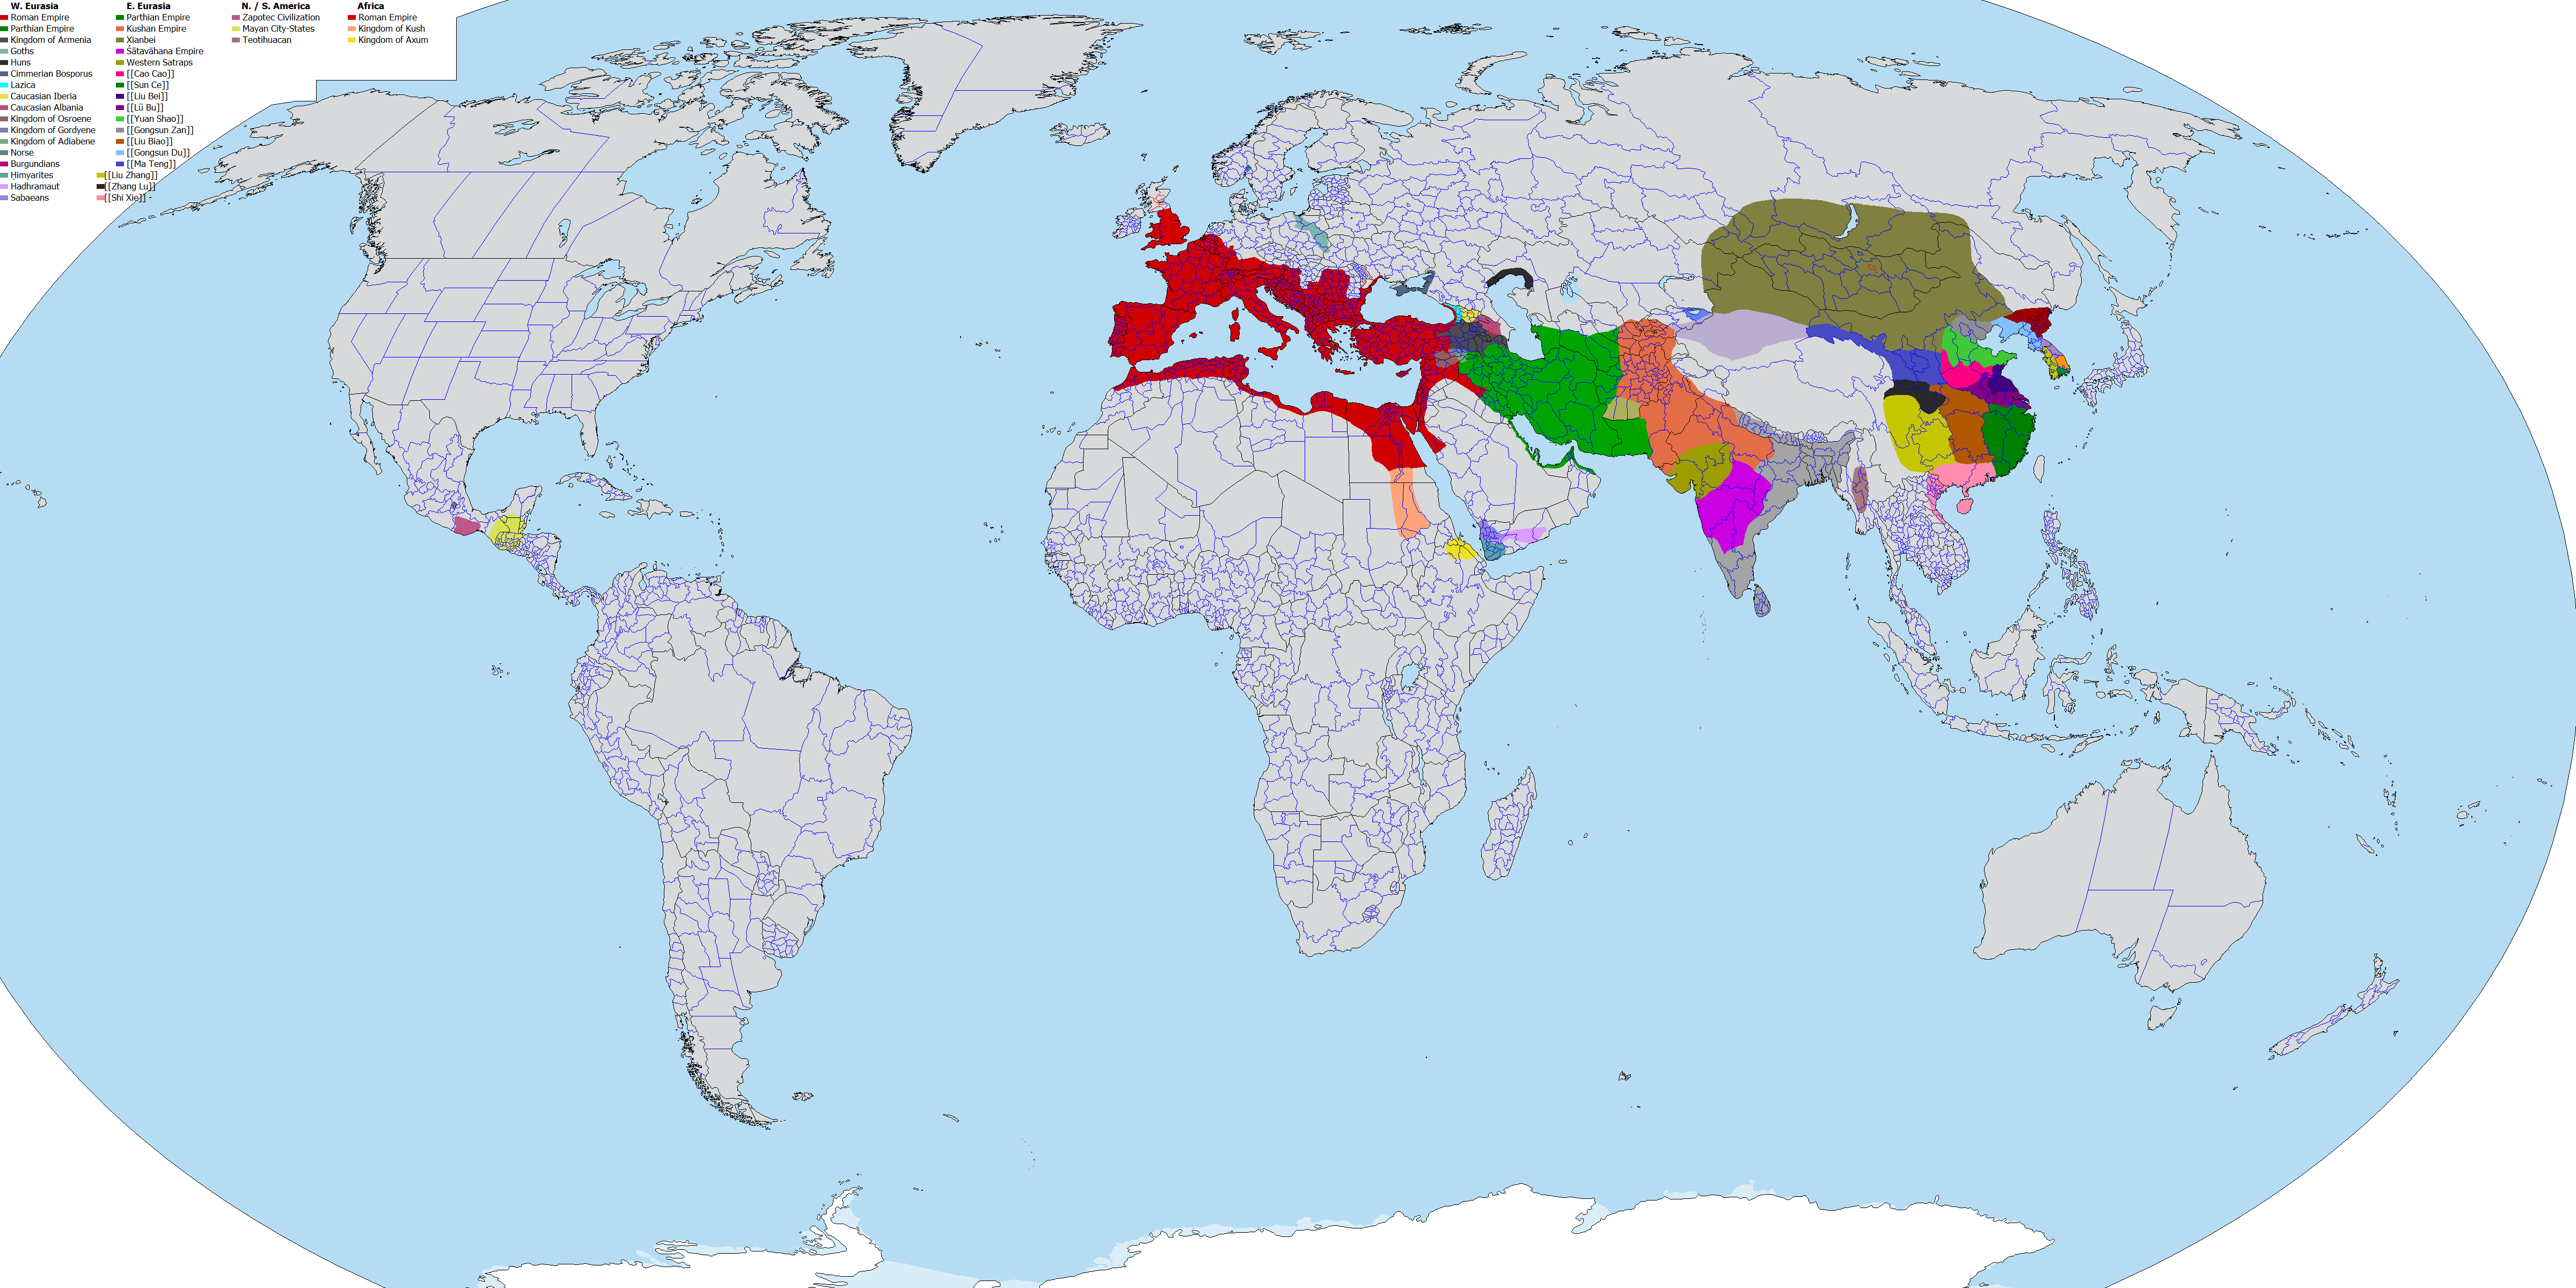 W. Eurasia
Roman Empire
Parthian Empire
Kingdom of Armenia
Goths
Huns
Cimmerian Bosporus
Lazica
Caucasian Iberia
Caucasian Albania
Kingdom of Osroene
Kingdom of Gordyene
Kingdom of Adiabene
Norse
Burgundians
Ḥimyarites
Hadhramaut
Sabaeans
E. Eurasia
Parthian Empire
Kushan Empire
Xianbei
Śātavāhana Empire
Western Satraps
[[Cao Cao]]
[[Sun Ce]]
[[Liu Bei]]
[[Lü Bu]]
[[Yuan Shao]]
[[Gongsun Zan]]
[[Liu Biao]]
[[Gongsun Du]]
[[Ma Teng]]
[[Liu Zhang]]
[[Zhang Lu]]
[[Shi Xie]] -
N. / S. America
Zapotec Civilization
Mayan City-States
Teotihuacan
Africa
Roman Empire
Kingdom of Kush
Kingdom of Axum